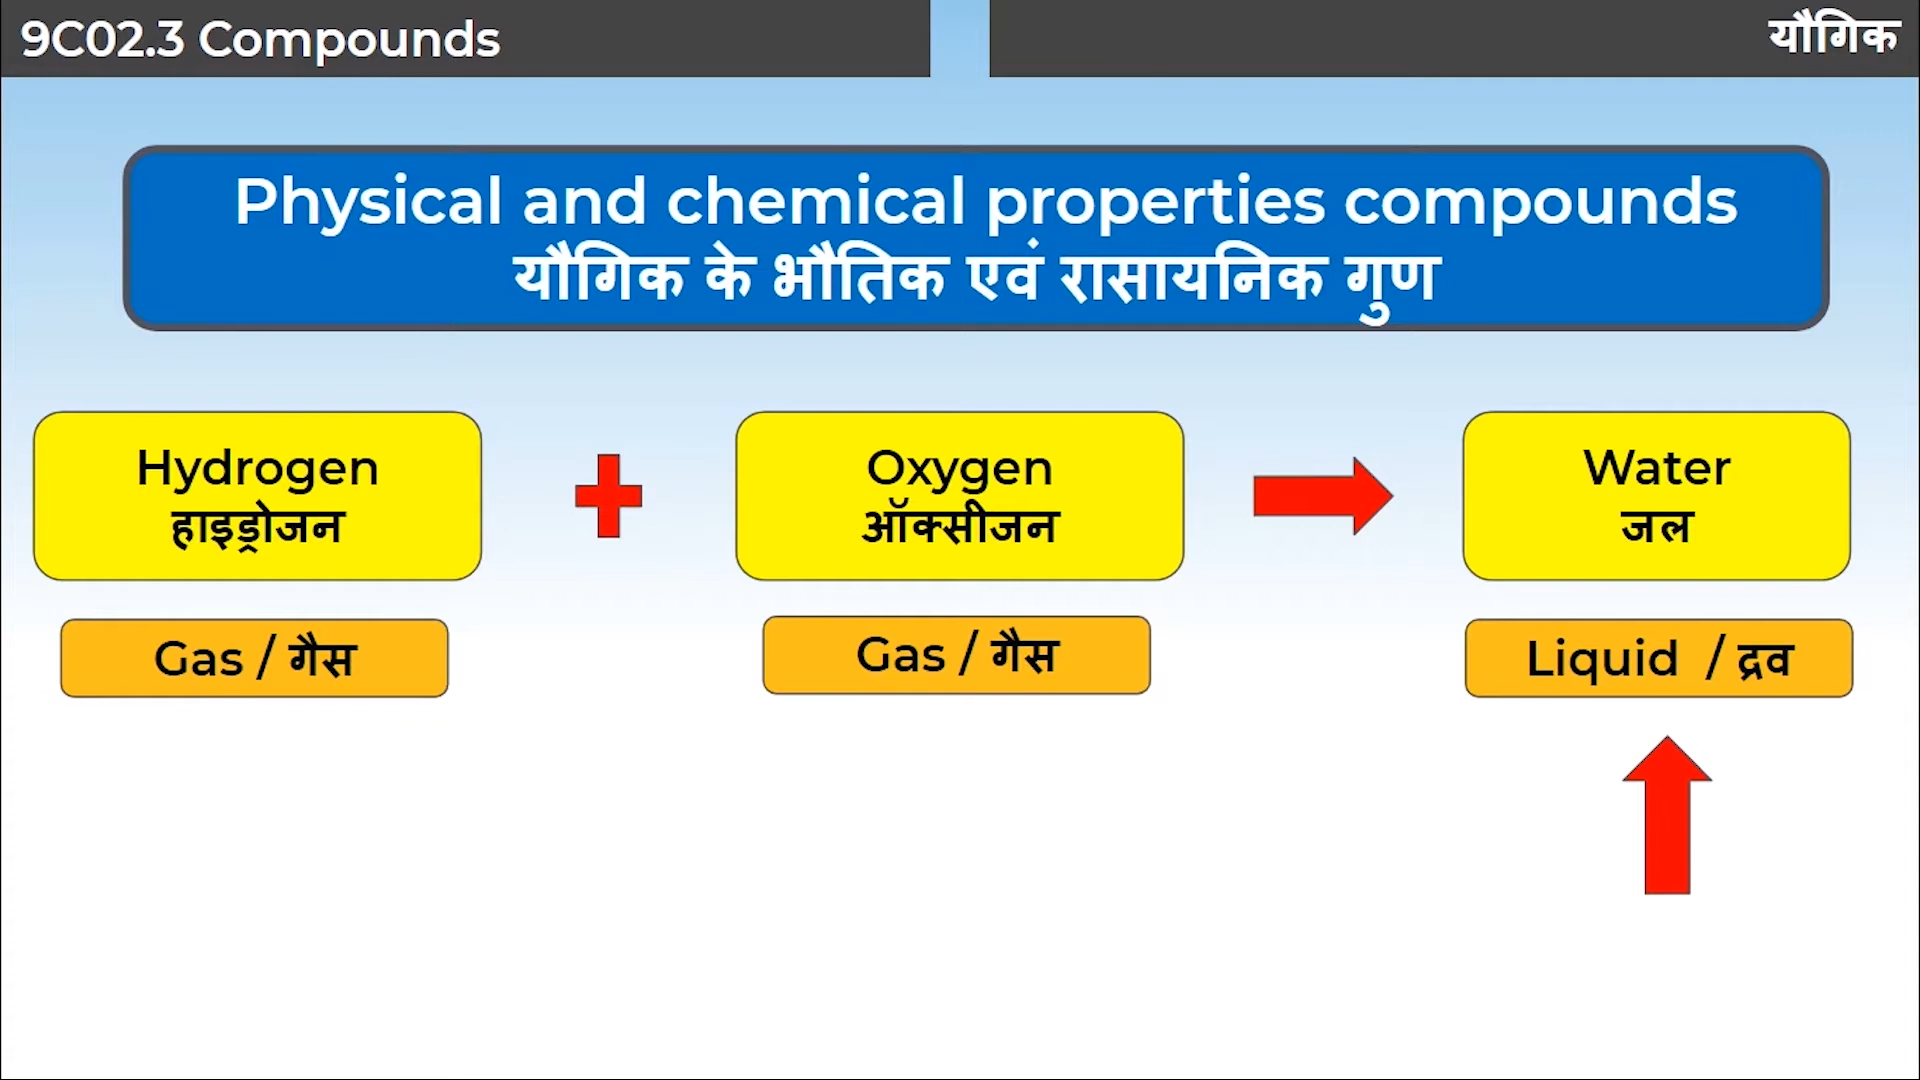 9C02.3 Compounds
यौगिक
Physical and chemical properties compounds
यौगिक के भौतिक एवं रासायनिक गुण
Hydrogen
हाइड्रोजन
Oxygen
ऑक्सीजन
Water
जल
Gas / गैस
Gas / गैस
Liquid / द्रव